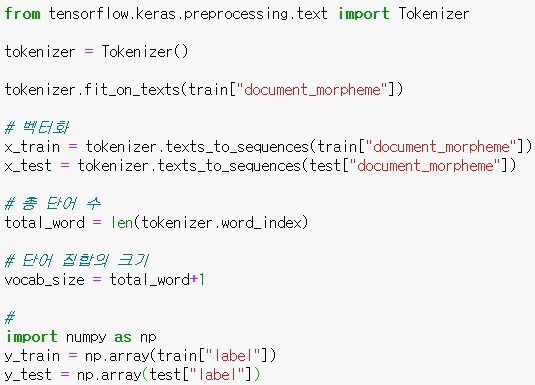 from tensorflow.keras.preprocessing.text import Tokenizer
tokenizer = Tokenizer()
tokenizer.fit_on_texts(train["document_morpheme"])
# 벡터화
x_train = tokenizer.texts_to_sequences(train["document_morpheme"])
x_test = tokenizer.texts_to_sequences(test["document_morpheme"])
# 총 단어 수
total_word = len(tokenizer.word_index)
# 단어 집합의 크기
vocab_size = total_word+1
#
import numpy as np
y_train = np.array(train["label"])
y_test = np.array(test["label"])